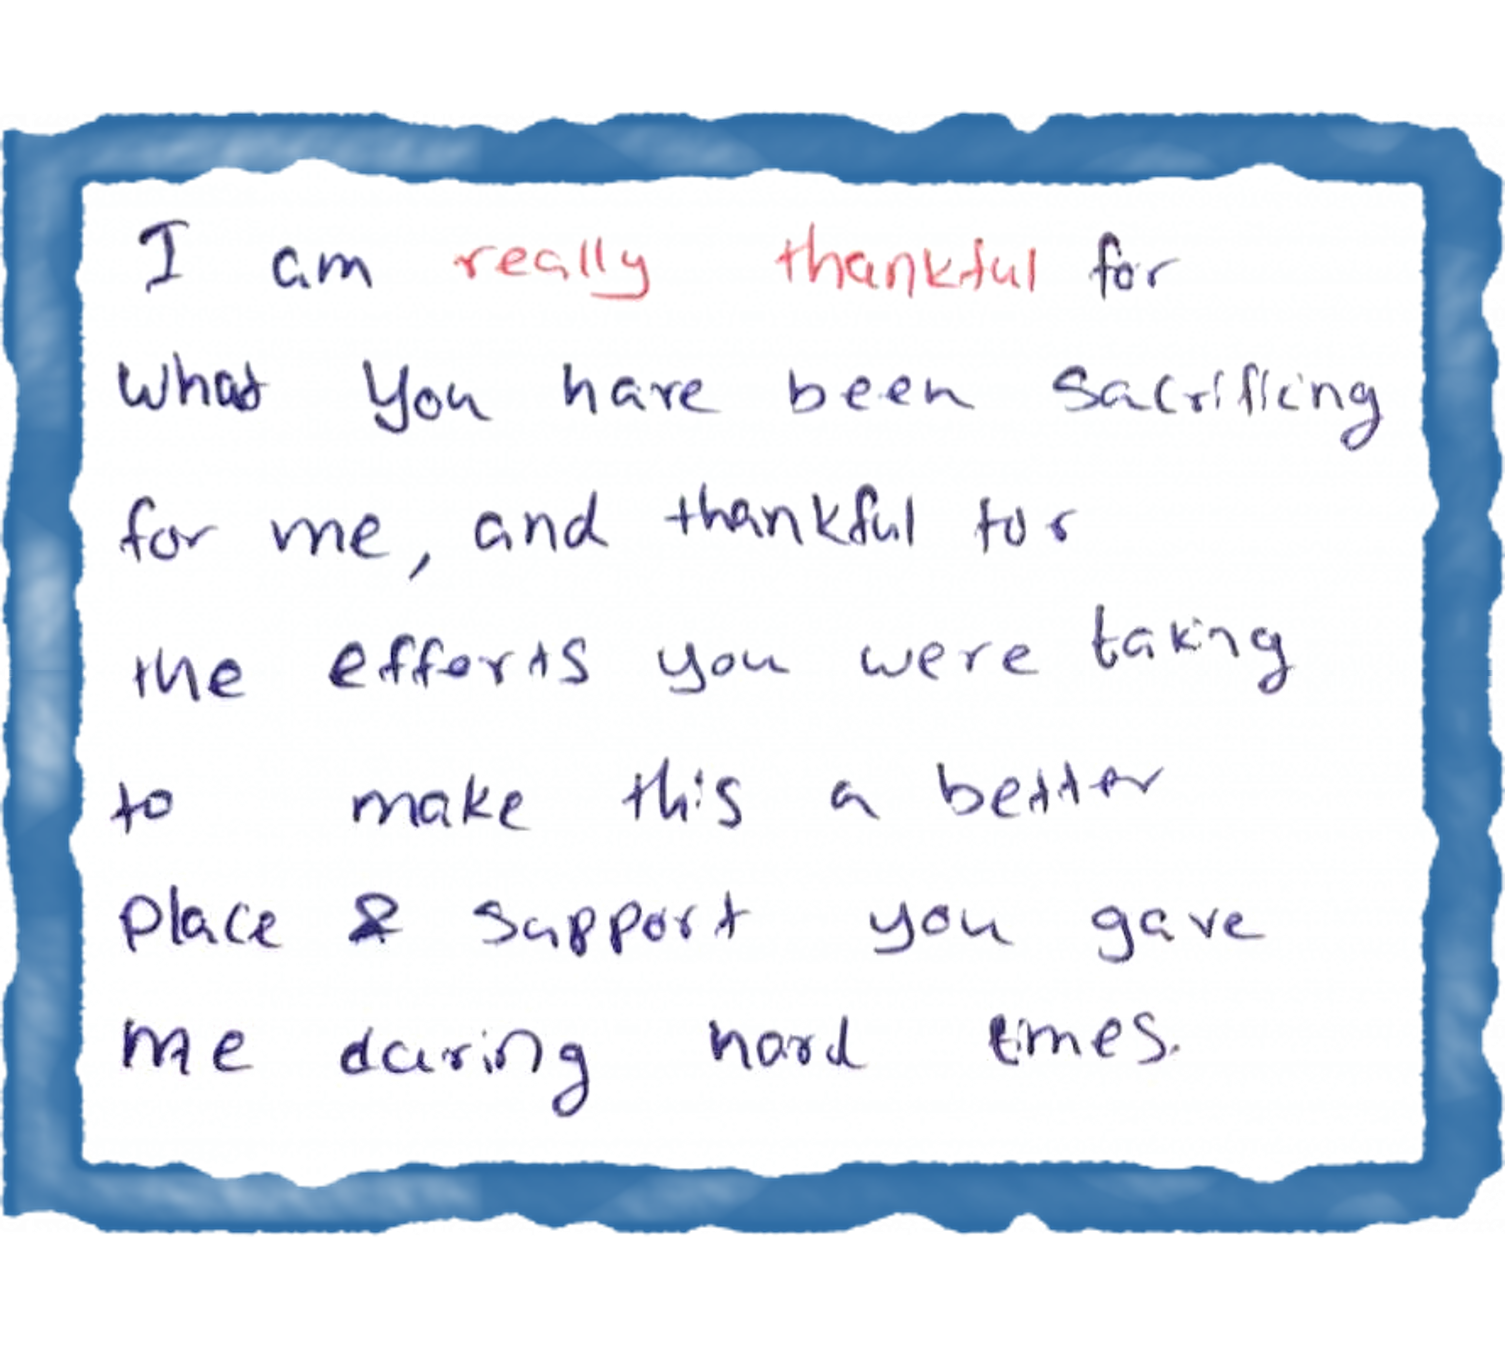 I am really thankful for
what you have been sacrificing
for me, and thankful for
the efforts you were taking
to make this a better
place & support you gave
me during hard times.